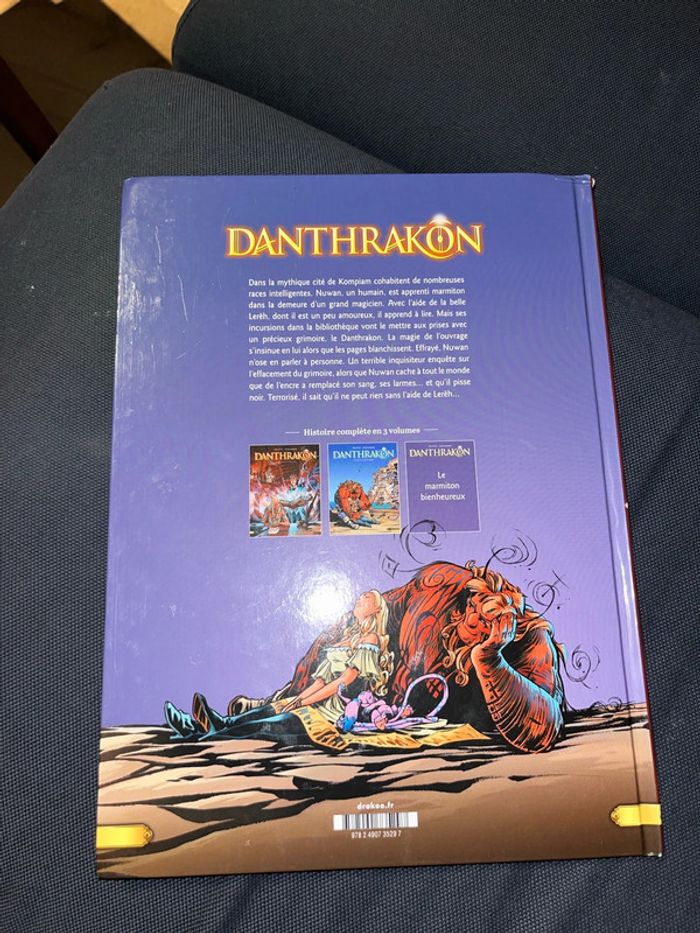 DANTHRAKÔN
Dans la mythique cité de Kompiam cohabitent de nombreuses
races intelligentes. Nuwan, un humain, est apprenti marmiton
dans la demeure d'un grand magicien. Avec l'aide de la belle
Lerëh, dont il est un peu amoureux, il apprend à lire. Mais ses
incursions dans la bibliothèque vont le mettre aux prises avec
un précieux grimoire, le Danthrakon. La magie de l'ouvrage
s'insinue en lui alors que les pages blanchissent. Effrayé, Nuwan
n'ose en parler à personne. Un terrible inquisiteur enquête sur
l'effacement du grimoire, alors que Nuwan cache à tout le monde
que de l'encre a remplacé son sang, ses larmes... et qu'il pisse
noir. Terrorisé, il sait qu'il ne peut rien sans l'aide de Lerëh...
Histoire complète en 3 volumes
DANTHRAKÔN
DANTHRAKÔN
DANTHRAKÔN
Le
marmiton
bienheureux
drakoo.fr
978 2 4907 3529 7